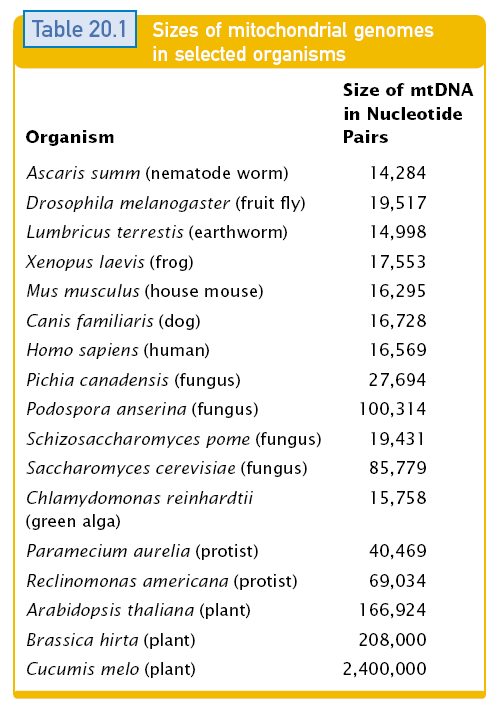 Table 20.1
Sizes of mitochondrial genomes
in selected organisms
Organism
Size of mtDNA
in Nucleotide
Pairs
Ascaris summ (nematode worm) 14,284
Drosophila melanogaster (fruit fly) 19,517
Lumbricus terrestis (earthworm) 14,998
Xenopus laevis (frog) 17,553
Mus musculus (house mouse) 16,295
Canis familiaris (dog) 16,728
Homo sapiens (human) 16,569
Pichia canadensis (fungus) 27,694
Podospora anserina (fungus) 100,314
Schizosaccharomyces pome (fungus) 19,431
Saccharomyces cerevisiae (fungus) 85,779
Chlamydomonas reinhardtii 15,758
(green alga)
Paramecium aurelia (protist) 40,469
Reclinomonas americana (protist) 69,034
Arabidopsis thaliana (plant) 166,924
Brassica hirta (plant) 208,000
Cucumis melo (plant) 2,400,000